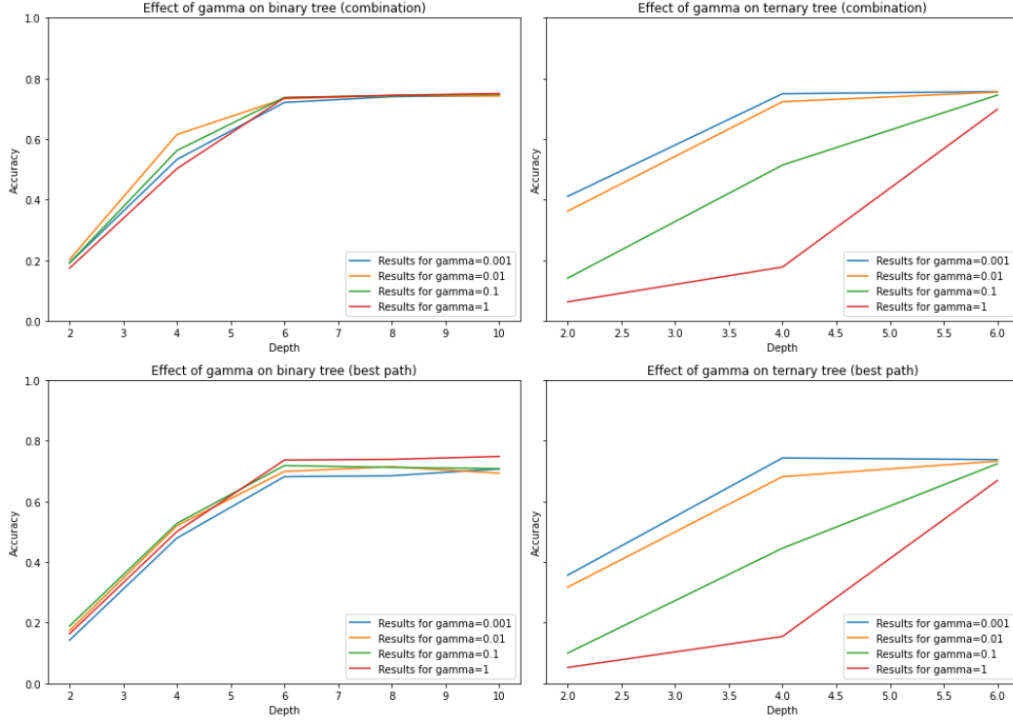 Effect of gamma on binary tree (combination)
1.0
0.8
0.6
0.4
0.2
0.0
Accuracy
2 3 4 5 6 7 8 9 10
Depth
Results for gamma=0.001
Results for gamma=0.01
Results for gamma=0.1
Results for gamma=1
Effect of gamma on ternary tree (combination)
Accuracy
2.0 2.5 3.0 3.5 4.0 4.5 5.0 5.5 6.0
Depth
Results for gamma=0.001
Results for gamma=0.01
Results for gamma=0.1
Results for gamma=1
Effect of gamma on binary tree (best path)
1.0
0.8
0.6
0.4
0.2
0.0
Accuracy
2 3 4 5 6 7 8 9 10
Depth
Results for gamma=0.001
Results for gamma=0.01
Results for gamma=0.1
Results for gamma=1
Effect of gamma on ternary tree (best path)
Accuracy
2.0 2.5 3.0 3.5 4.0 4.5 5.0 5.5 6.0
Depth
Results for gamma=0.001
Results for gamma=0.01
Results for gamma=0.1
Results for gamma=1